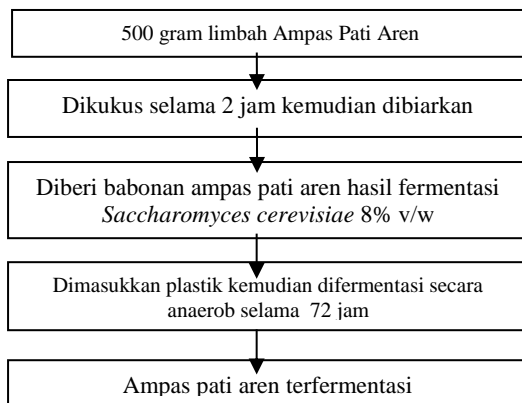 500 gram limbah Ampas Pati Aren
Dikukus selama 2 jam kemudian dibiarkan
Diberi babonan ampas pati aren hasil fermentasi
Saccharomyces cerevisiae 8% v/w
Dimasukkan plastik kemudian difermentasi secara
anaerob selama 72 jam
Ampas pati aren terfermentasi